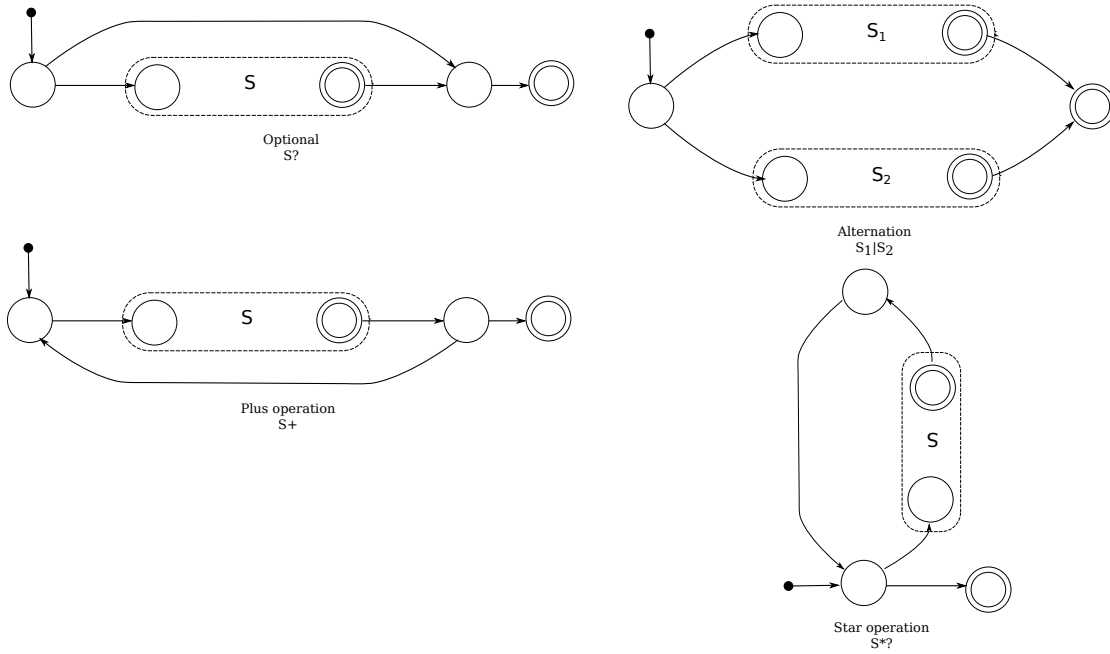 S
Optional
S?
S₁
S₂
Alternation
S₁|S₂
S
Plus operation
S+
S
Star operation
S*?